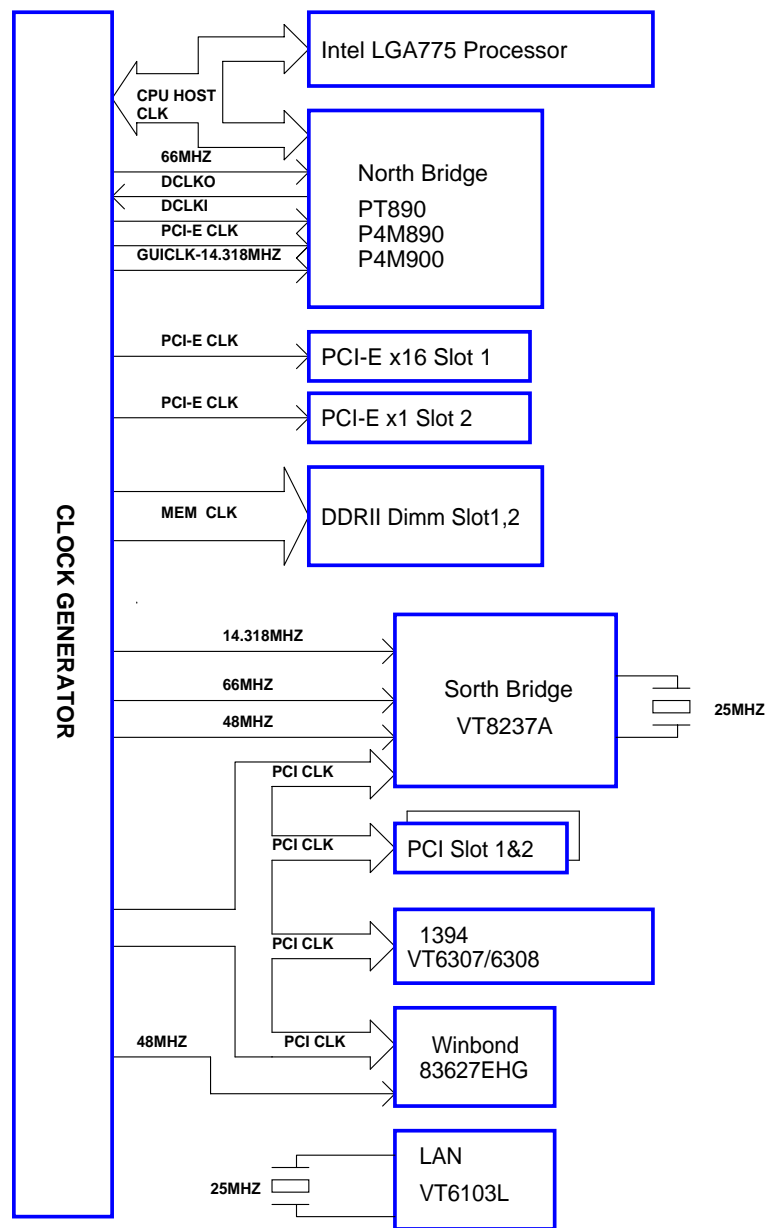 Intel LGA775 Processor
CPU HOST
CLK
66MHZ
DCLKO
DCLKI
PCI-E CLK
GUICLK-14.318MHZ
North Bridge
PT890
P4M890
P4M900
PCI-E CLK
PCI-E x16 Slot 1
PCI-E CLK
PCI-E x1 Slot 2
MEM CLK
DDRII Dimm Slot1,2
CLOCK GENERATOR
14.318MHZ
66MHZ
48MHZ
Sorth Bridge
VT8237A
25MHZ
PCI CLK
PCI CLK
PCI Slot 1&2
PCI CLK
1394
VT6307/6308
48MHZ
PCI CLK
Winbond
83627EHG
25MHZ
LAN
VT6103L